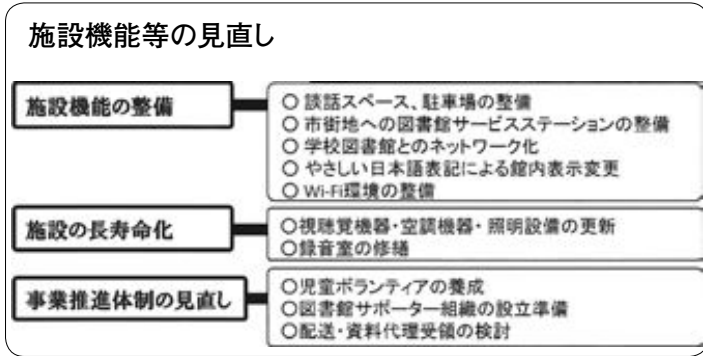 施設機能等の見直し
施設機能の整備
○ 談話スペース、駐車場の整備
○ 市街地への図書館サービスステーションの整備
○ 学校図書館とのネットワーク化
○ やさしい日本語表記による館内表示変更
○ Wi-Fi環境の整備
施設の長寿命化
○視聴覚機器・空調機器・照明設備の更新
○録音室の修繕
事業推進体制の見直し
○児童ボランティアの養成
○図書館サポーター組織の設立準備
○配送・資料代理受領の検討